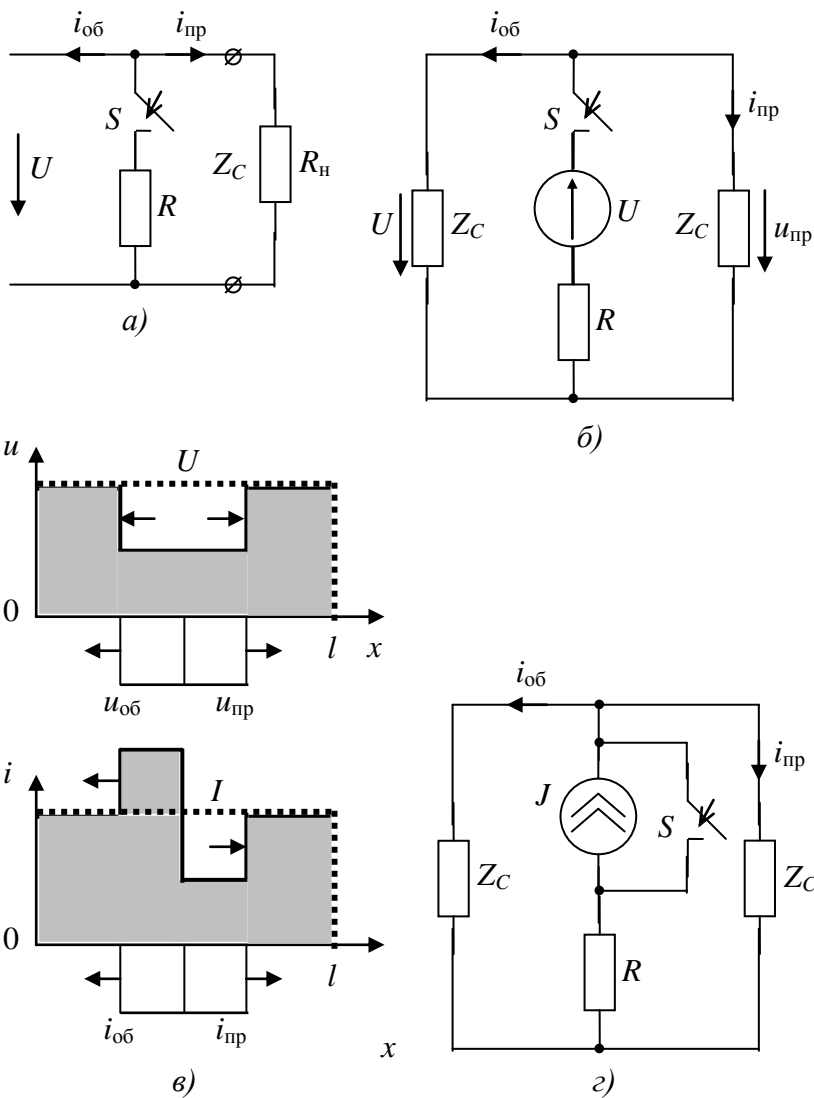 iоб iпр
S
U R ZC Rн
а)
iоб
S iпр
U ZC U ZC uпр
R
б)
u
U
0
l x
uоб uпр
i
I
0
l
iоб iпр
x
в)
iоб
iпр
J S
ZC ZC
R
г)